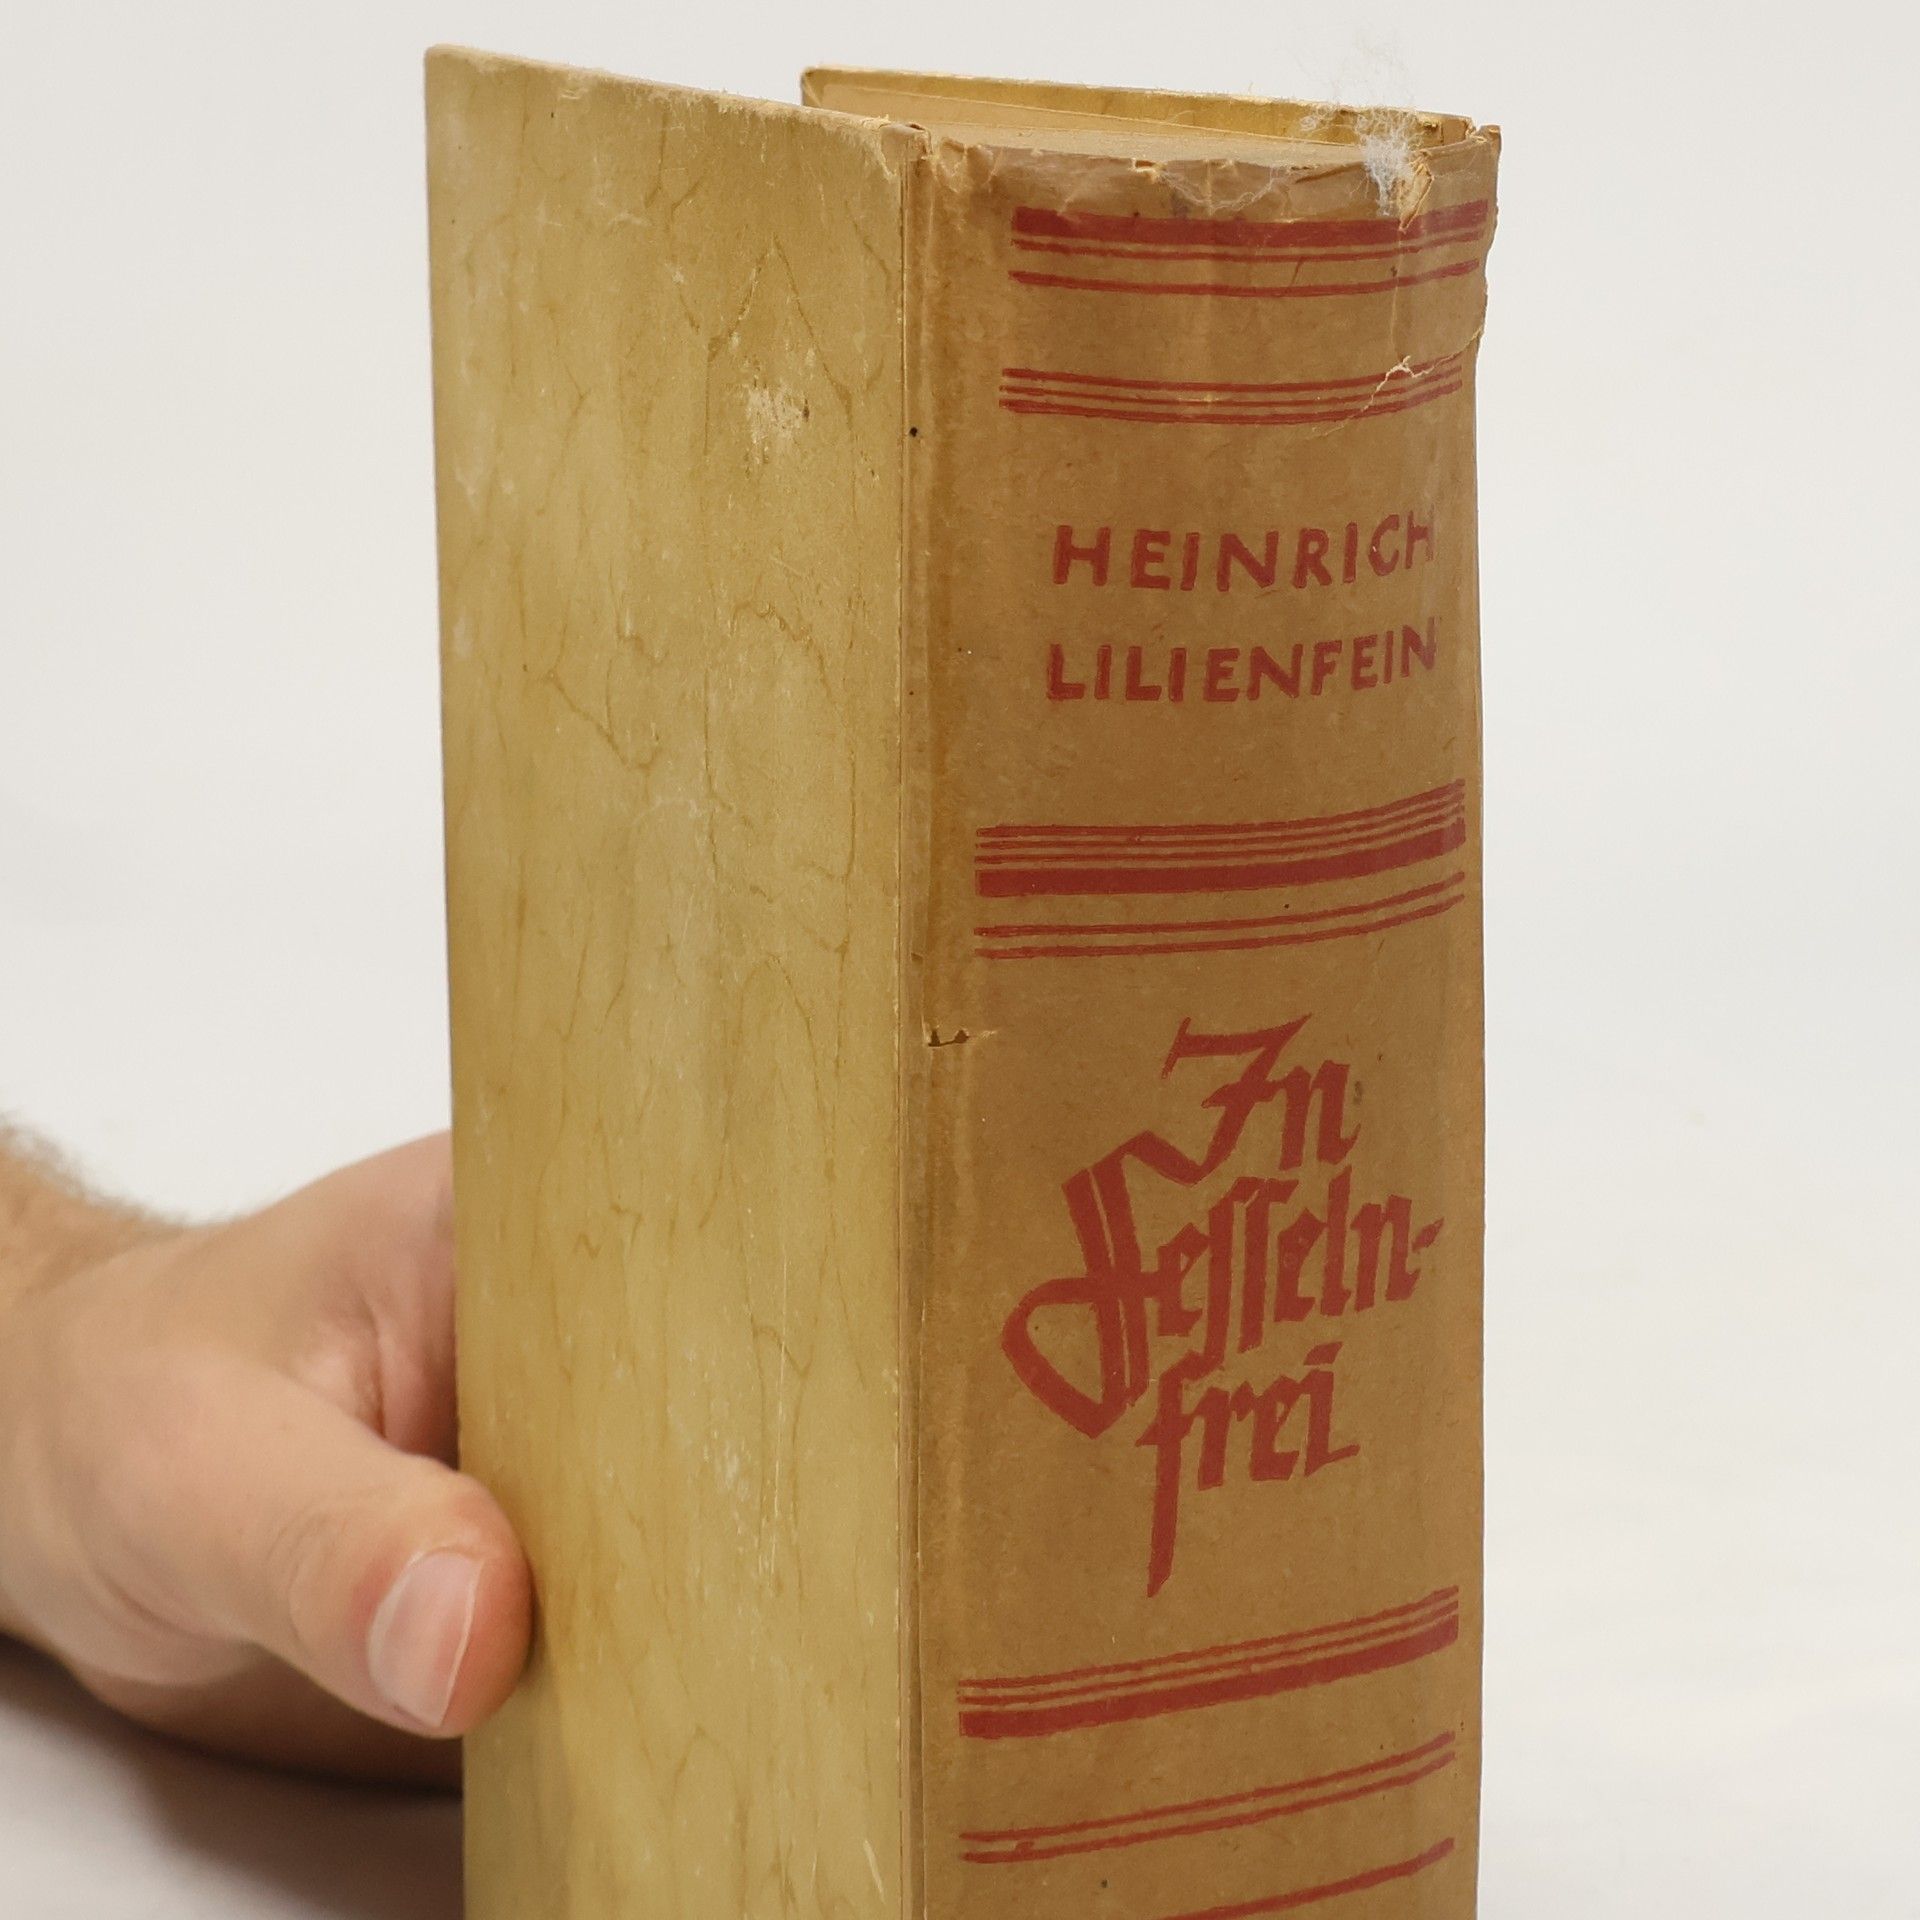 HEINRICH
LILIENFEIN
In
Fesseln-
frei